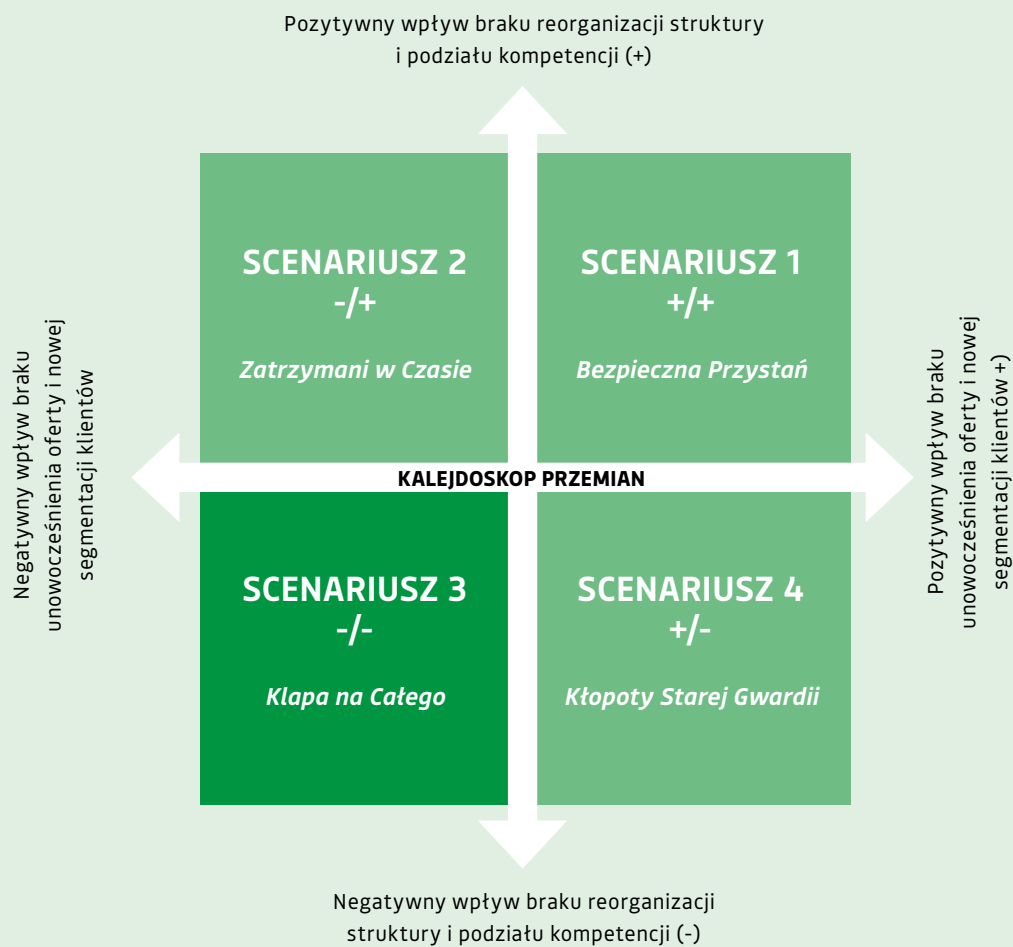 Pozytywny wpływ braku reorganizacji struktury
i podziału kompetencji (+)
SCENARIUSZ 2
-/+
Zatrzymani w Czasie
SCENARIUSZ 1
+/+
Bezpieczna Przystań
Negatywny wpływ braku
unowocześnienia oferty i nowej
segmentacji klientów
KALEJDOSKOP PRZEMIAN
Pozytywny wpływ braku
unowocześnienia oferty i nowej
segmentacji klientów +)
SCENARIUSZ 3
-/-
Klapa na Całego
SCENARIUSZ 4
+/-
Kłopoty Starej Gwardii
Negatywny wpływ braku reorganizacji
struktury i podziału kompetencji (-)